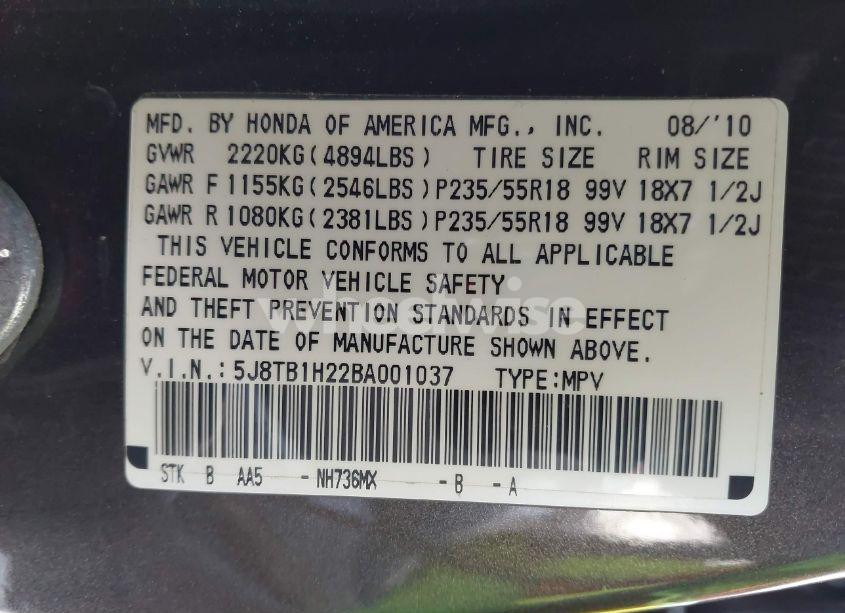 MFD. BY HONDA OF AMERICA MFG., INC. 08/'10
GVWR 2220KG(4894LBS) TIRE SIZE RIM SIZE
GAWR F 1155KG(2546LBS) P235/55R18 99V 18X7 1/2J
GAWR R 1080KG(2381LBS) P235/55R18 99V 18X7 1/2J
THIS VEHICLE CONFORMS TO ALL APPLICABLE
FEDERAL MOTOR VEHICLE SAFETY
AND THEFT PREVENTION STANDARDS IN EFFECT
wheelwise
ON THE DATE OF MANUFACTURE SHOWN ABOVE.
V.I.N.: 5J8TB1H22BA001037 TYPE:MPV
STK B AA5 -NH736MX -B -A